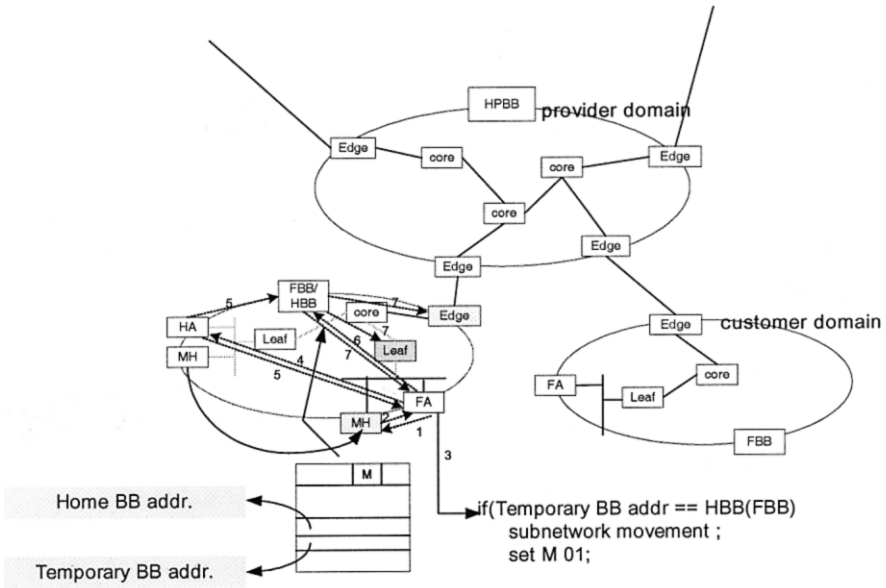 HPBB
provider domain
Edge
core
core
Edge
core
Edge
Edge
FBB/
HBB
5
7
core
Edge
HA
Leaf
7
6
7
Leaf
MH
4
5
FA
MH
2
1
3
Edge
customer domain
core
FA
Leaf
FBB
M
Home BB addr.
Temporary BB addr.
if(Temporary BB addr == HBB(FBB)
subnetwork movement ;
set M 01;